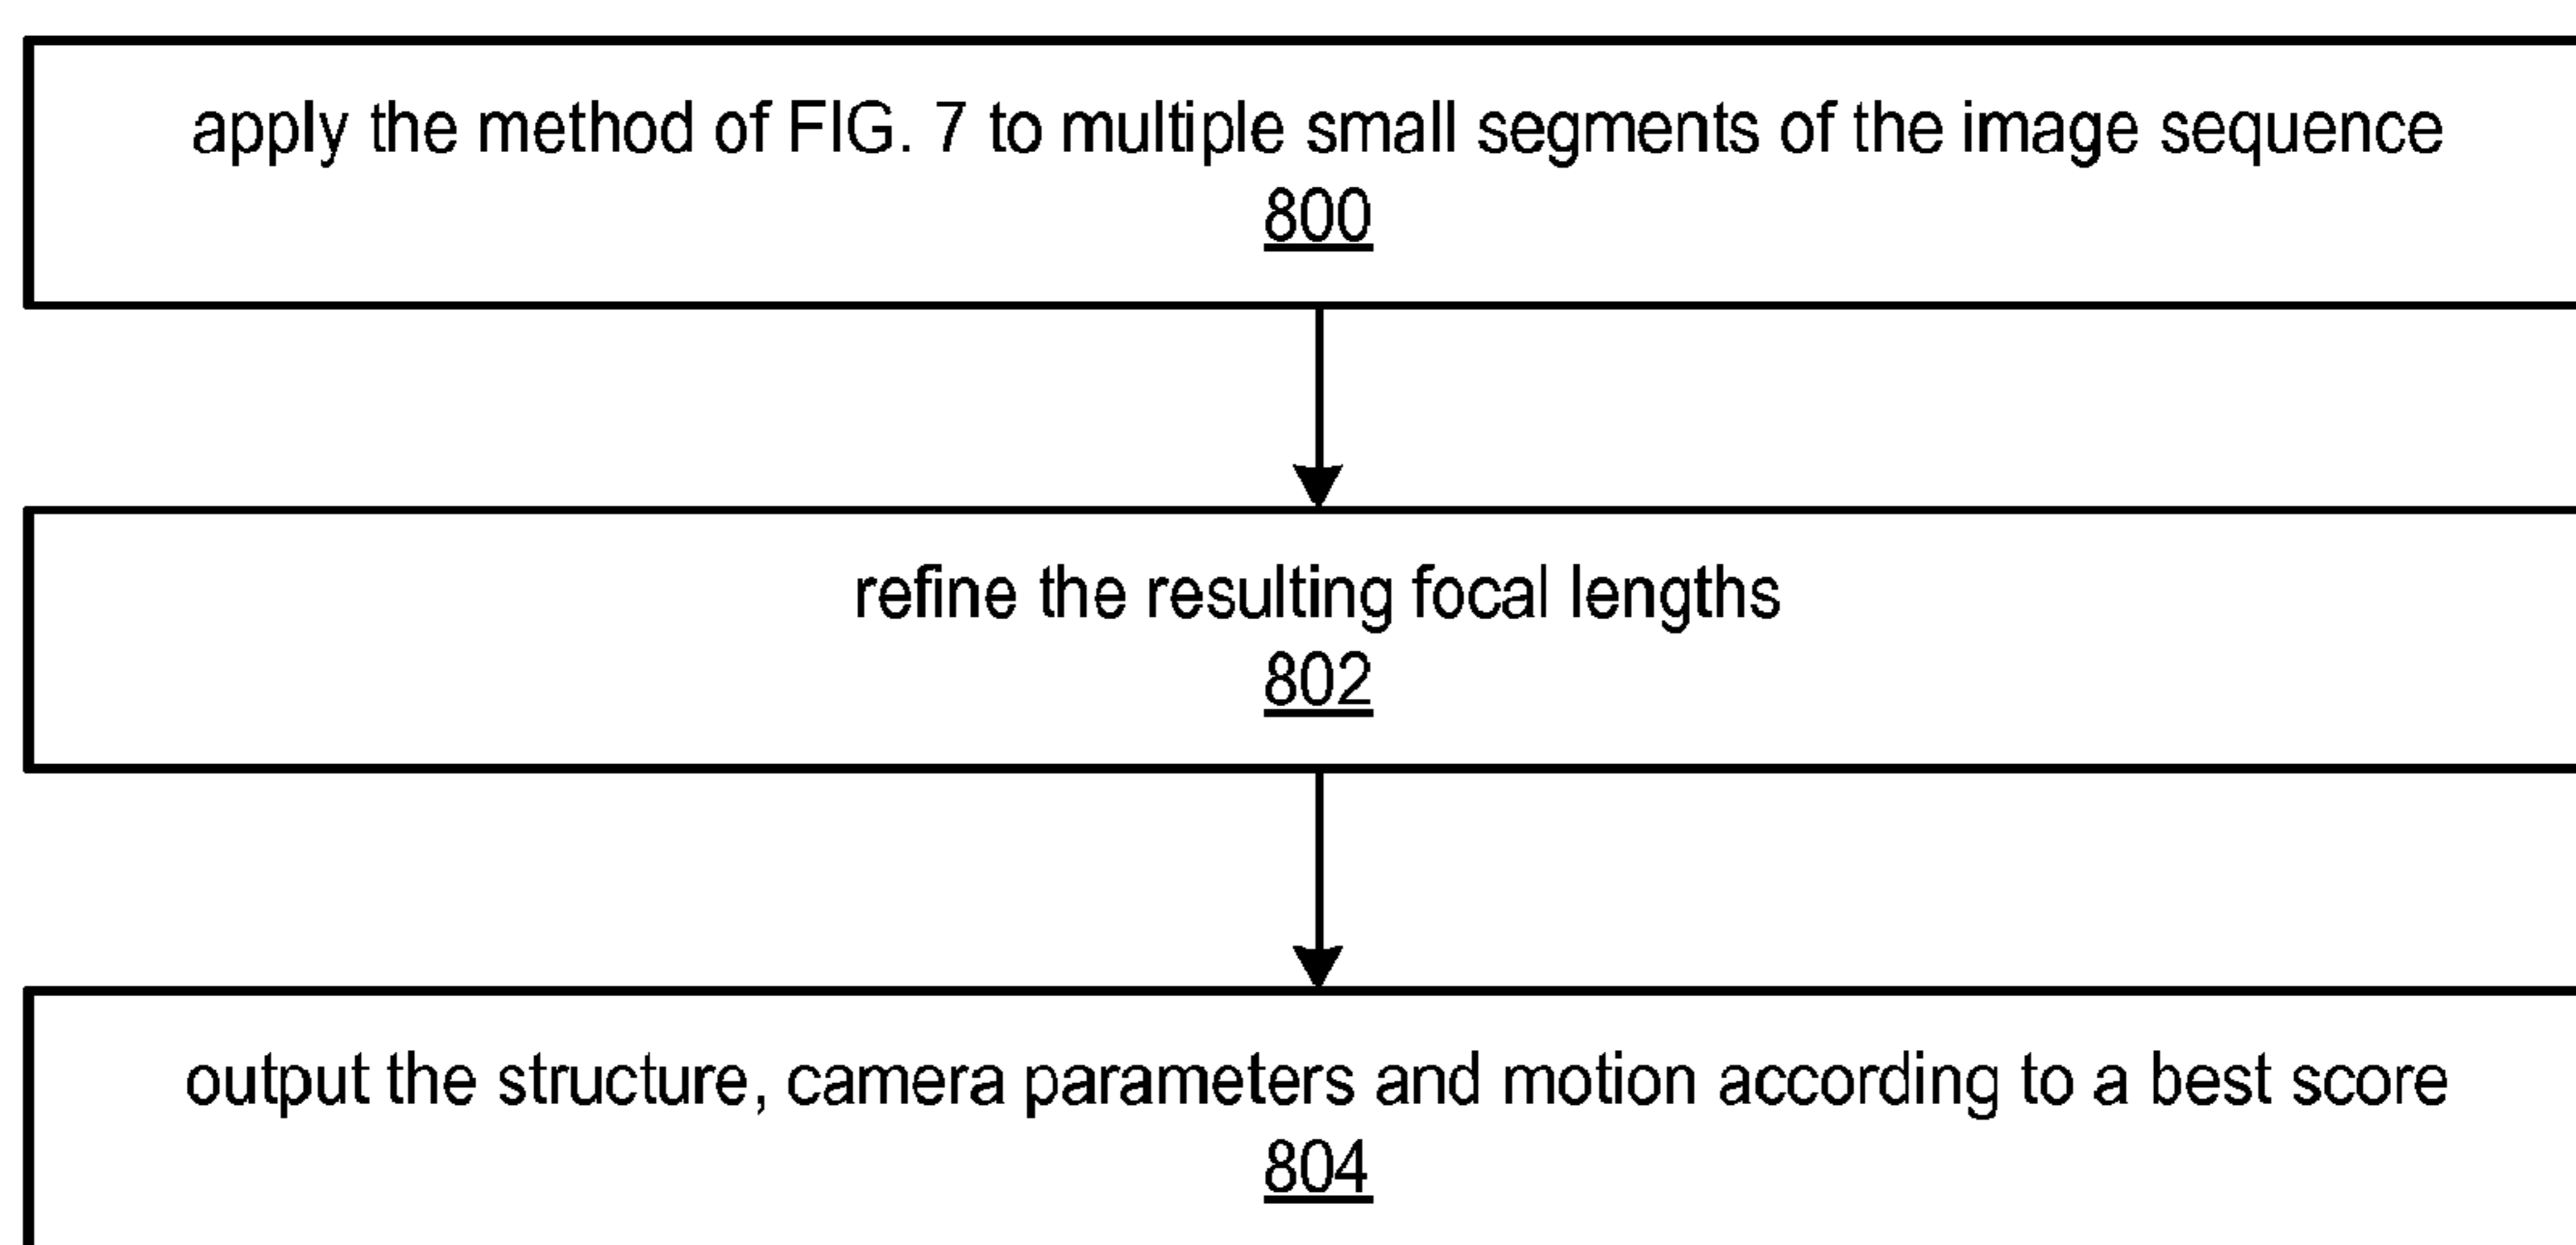 apply the method of FIG. 7 to multiple small segments of the image sequence
800
refine the resulting focal lengths
802
output the structure, camera parameters and motion according to a best score
804